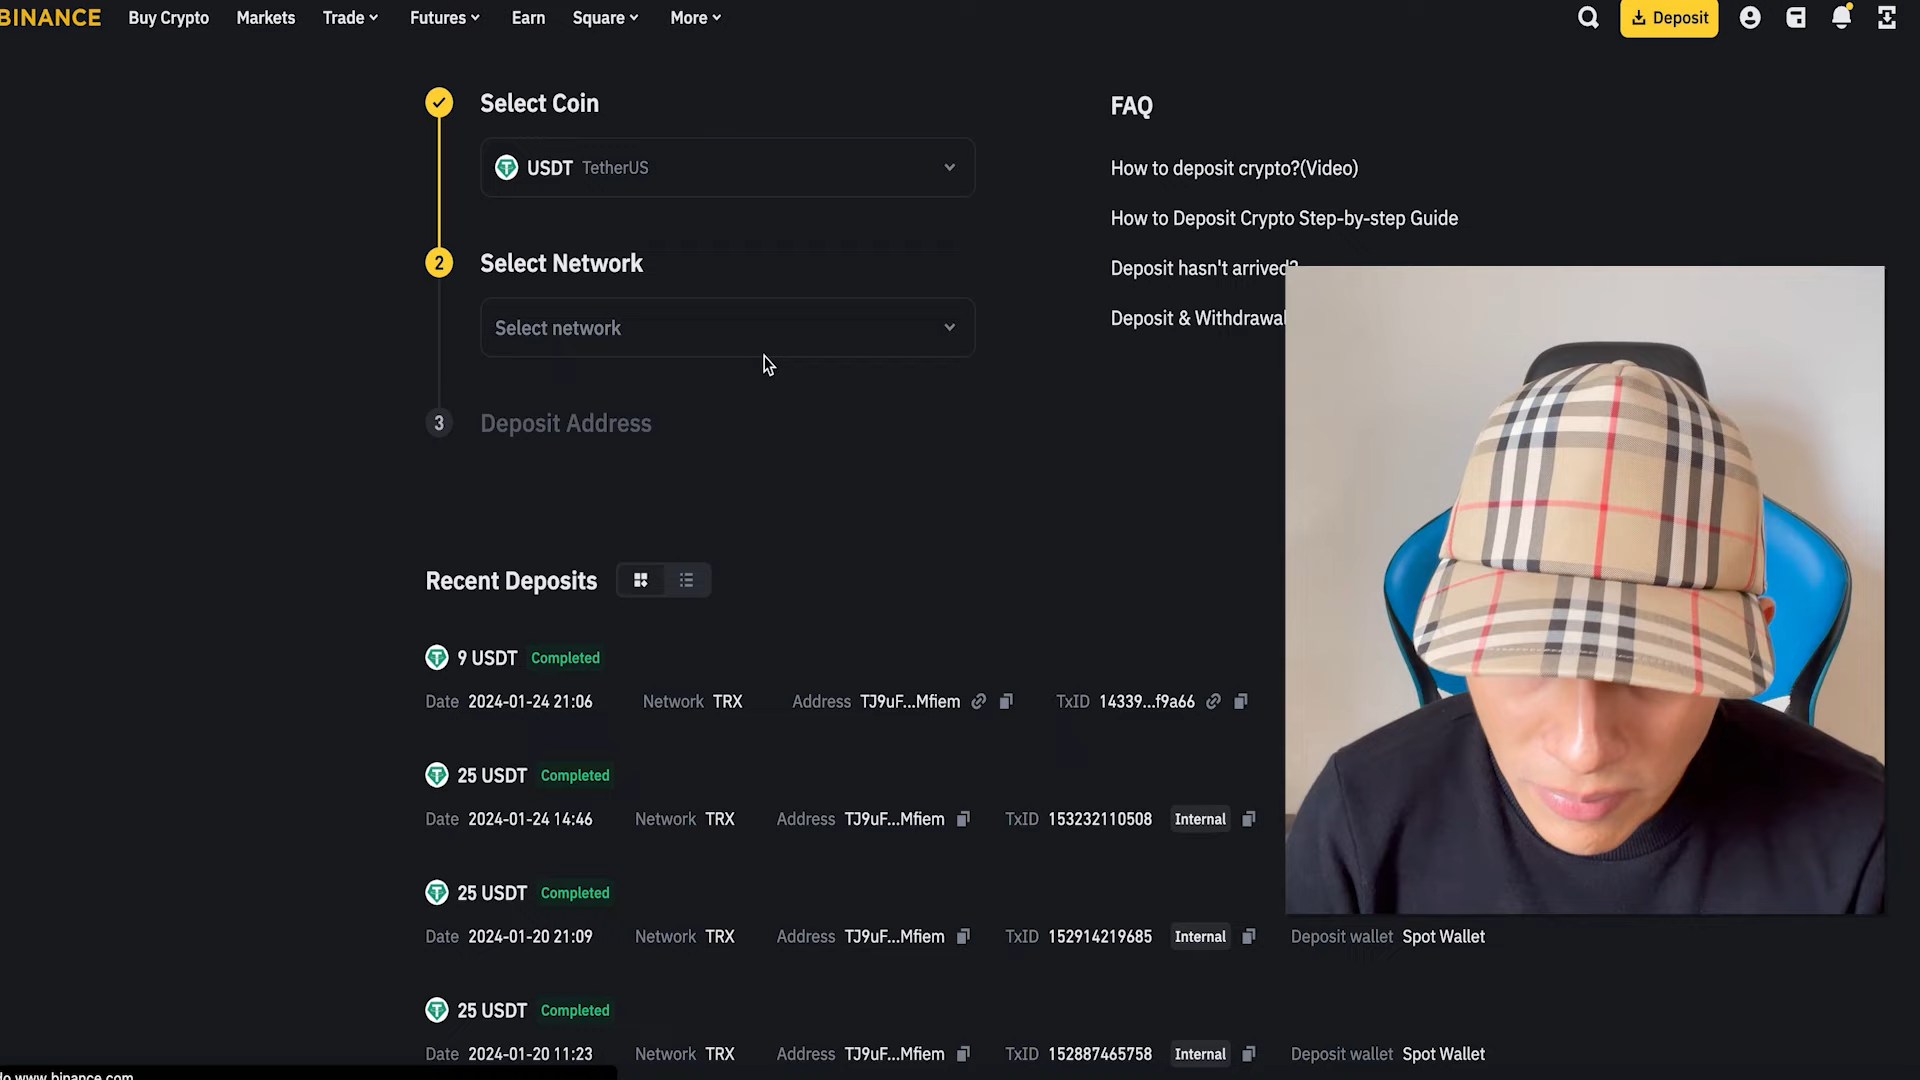 BINANCE Buy Crypto Markets Trade Futures Earn Square More Deposit
Select Coin
USDT TetherUS
2 Select Network
Select network
3 Deposit Address
FAQ
How to deposit crypto?(Video)
How to Deposit Crypto Step-by-step Guide
Deposit hasn't arrived?
Deposit & Withdrawal
Recent Deposits
9 USDT Completed
Date 2024-01-24 21:06 Network TRX Address TJ9uF...Mfiem TxID 14339...f9a66
25 USDT Completed
Date 2024-01-24 14:46 Network TRX Address TJ9uF...Mfiem TxID 153232110508 Internal
25 USDT Completed
Date 2024-01-20 21:09 Network TRX Address TJ9uF...Mfiem TxID 152914219685 Internal Deposit wallet Spot Wallet
25 USDT Completed
Date 2024-01-20 11:23 Network TRX Address TJ9uF...Mfiem TxID 152887465758 Internal Deposit wallet Spot Wallet
www.binance.com